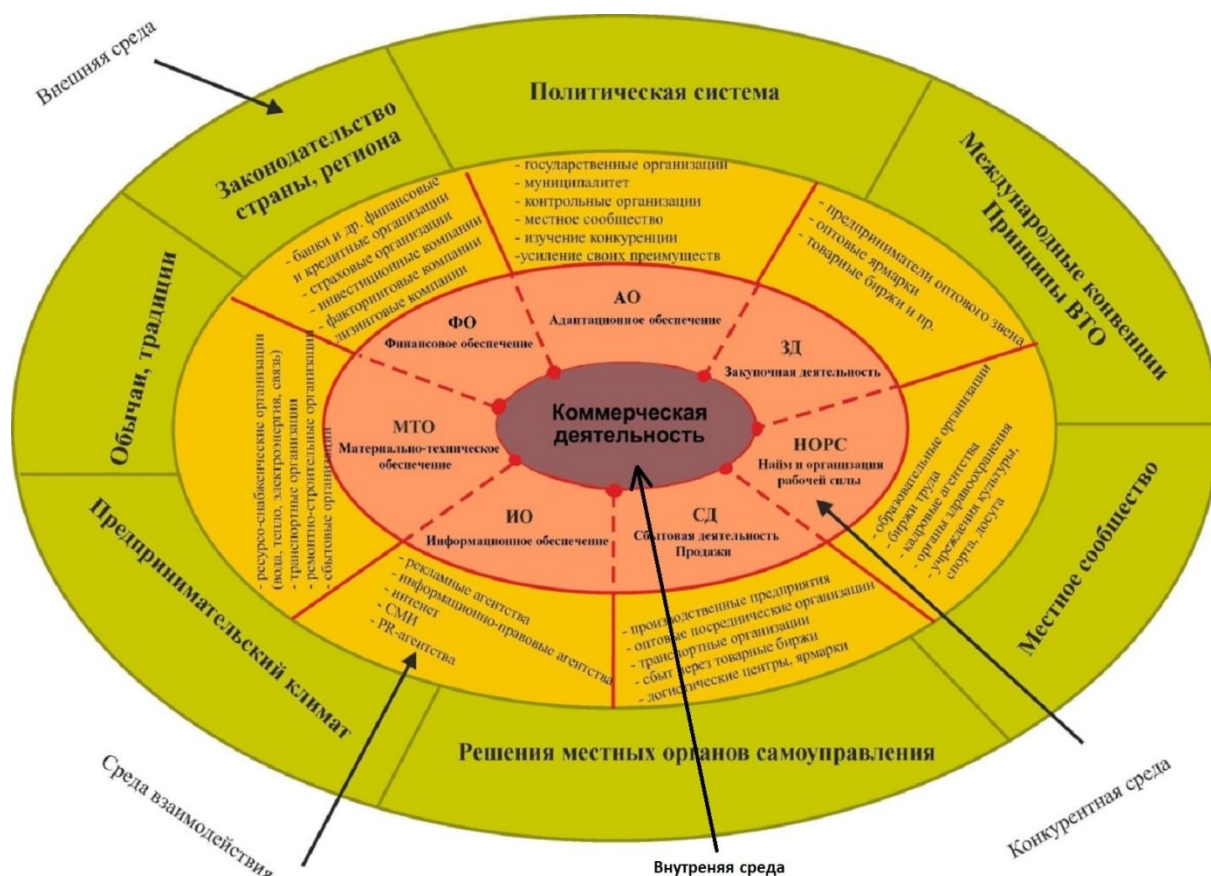 Внешняя среда
Политическая система
Законодательство
страны, региона
Международные конвенции
Принципы ВТО
Обычаи, традиции
Предпринимательский климат
Местное сообщество
Решения местных органов самоуправления
- банки и др. финансовые
и кредитные организации
- страховые организации
- инвестиционные компании
- факторинговые компании
лизинговые компании
- государственные организации
- муниципалитет
- контрольные организации
- местное сообщество
- изучение конкуренции
-усиление своих преимуществ
- предприниматели оптового звена
- оптовые ярмарки
- товарные биржи и пр.
АО
Адаптационное обеспечение
ФО
Финансовое обеспечение
ЗД
Закупочная деятельность
Коммерческая
деятельность
МТО
Материально-техническое
обеспечение
НОРС
Найм и организация
рабочей силы
ИО
Информационное обеспечение
СД
Сбытовая деятельность
Продажи
- ресурсо-снабженческие организации
(вода, тепло, электроэнергия, связь)
- транспортные организации
- ремонтно-строительные организации
- сбытовые организации
- образовательные организации
- биржи труда
- кадровые агентства
- органы здравоохранения
- учреждения культуры,
спорта, досуга
- рекламные агентства
- информационно-правовые агентства
- интенет
- СМИ
- PR-агентства
- производственные предприятия
- оптовые посреднические организации
- транспортные организации
- сбыт через товарные биржи
- логистические центры, ярмарки
Среда взаимодействия
Внутреняя среда
Конкурентная среда